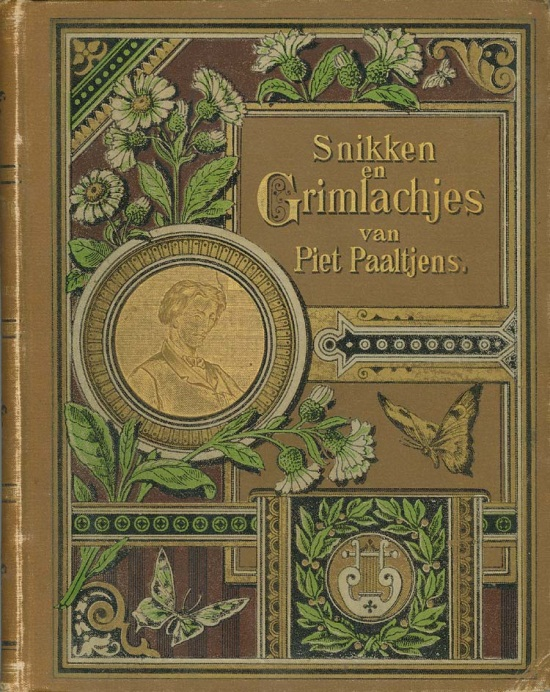 Snikken
en
Grimlachjes
van
Piet Paaltjens.